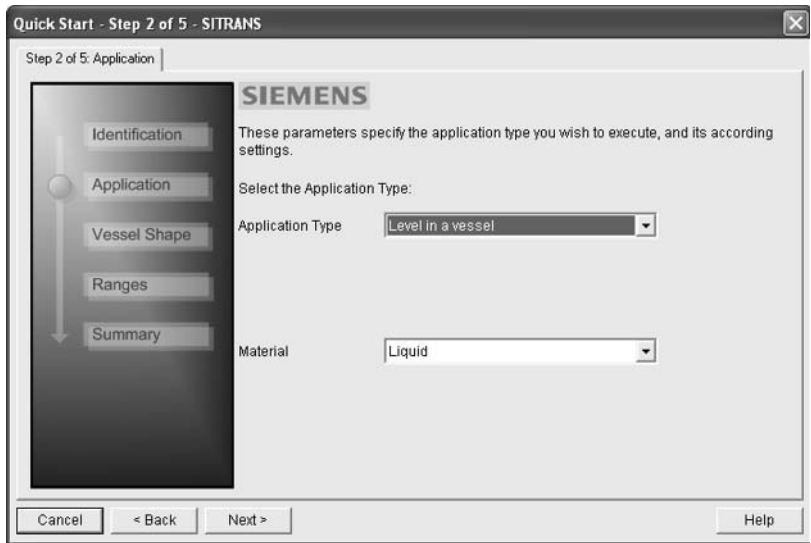 Quick Start - Step 2 of 5 - SITRANS
Step 2 of 5: Application
SIEMENS
Identification
Application
Vessel Shape
Ranges
Summary
These parameters specify the application type you wish to execute, and its according
settings.
Select the Application Type:
Application Type
Level in a vessel
Material
Liquid
Cancel
< Back
Next >
Help